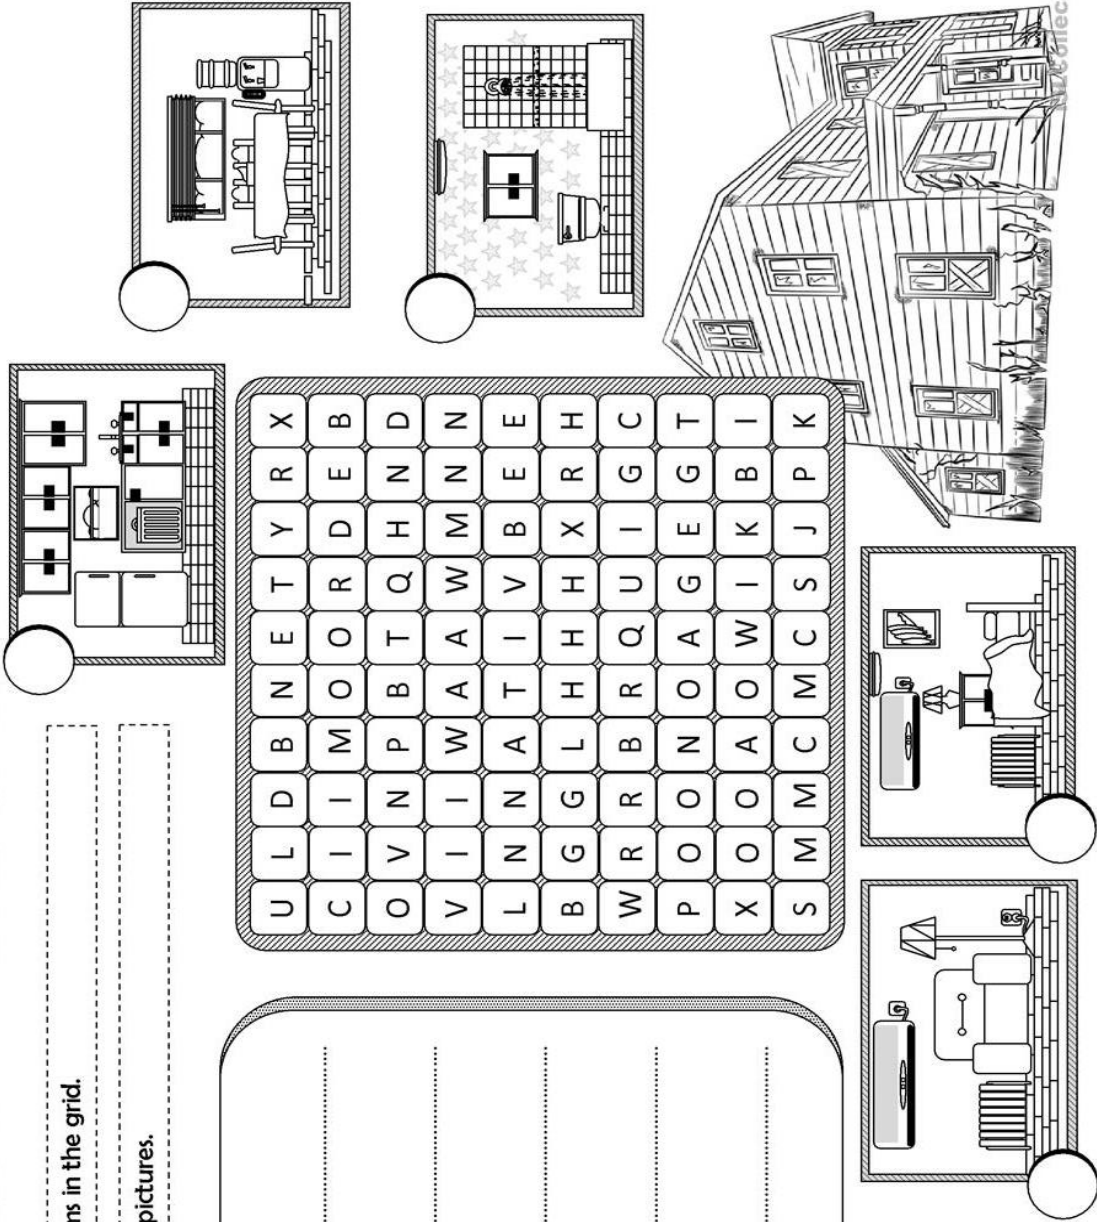 ns in the grid.
pictures.
U L D B N E T Y R X
C I I M O O R D E B
O V N P B T Q H N D
V I I W A A W M N N
L N N A T I V B E E
B G G L H H H X R H
W R R B R Q U I G C
P O O N O A G E G T
X O O A O W I K B I
S M M C M C S J P K